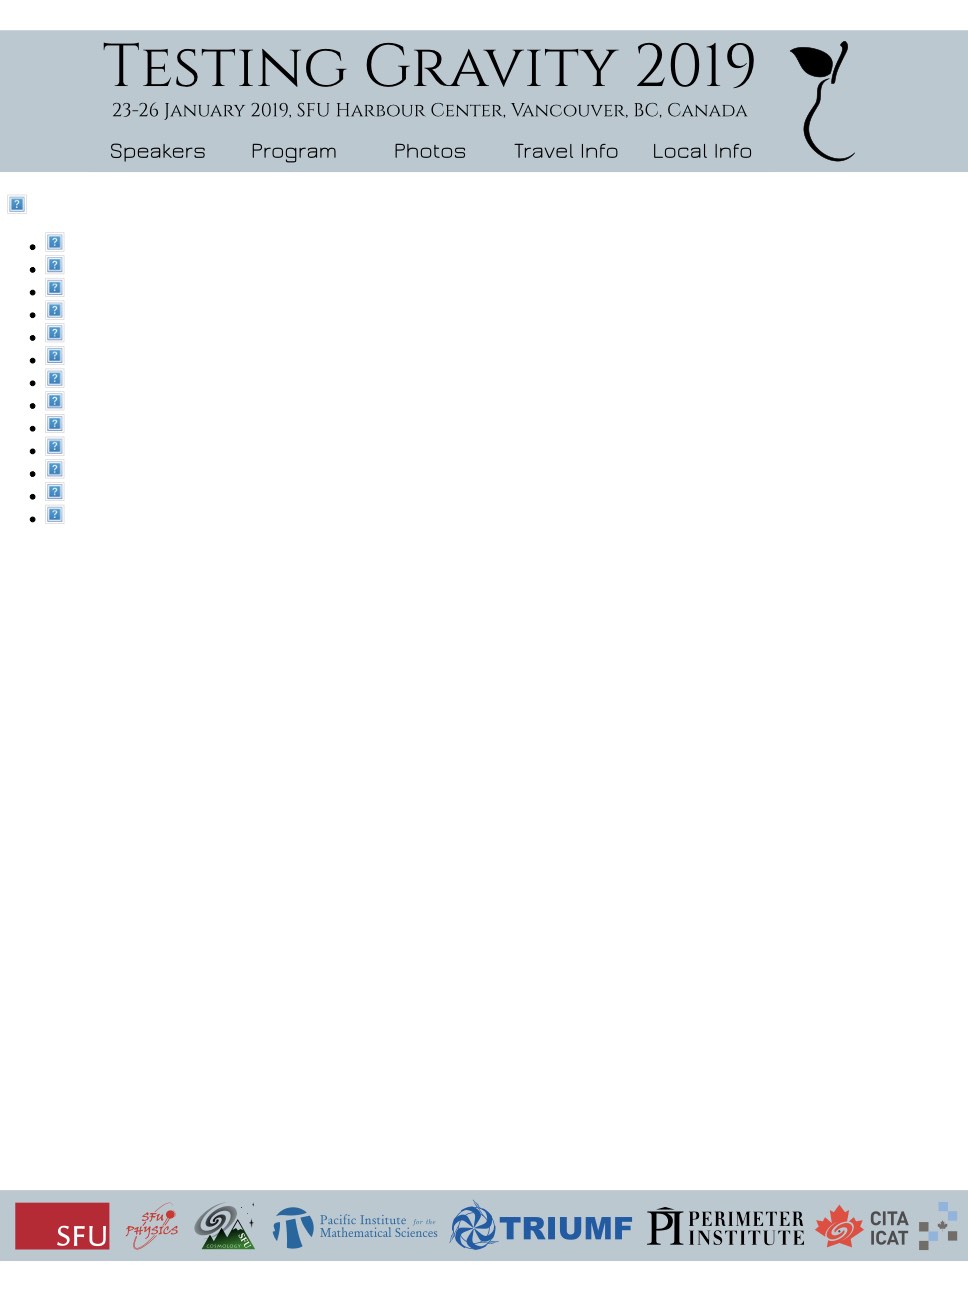 Testing Gravity 2019
23-26 January 2019, SFU Harbour Center, Vancouver, BC, Canada
Speakers Program Photos Travel Info Local Info
SFU
SFU PHYSICS
COSMOLOGY SFU
Pacific Institute for the
Mathematical Sciences
TRIUMF
PI PERIMETER
INSTITUTE
CITA
ICAT